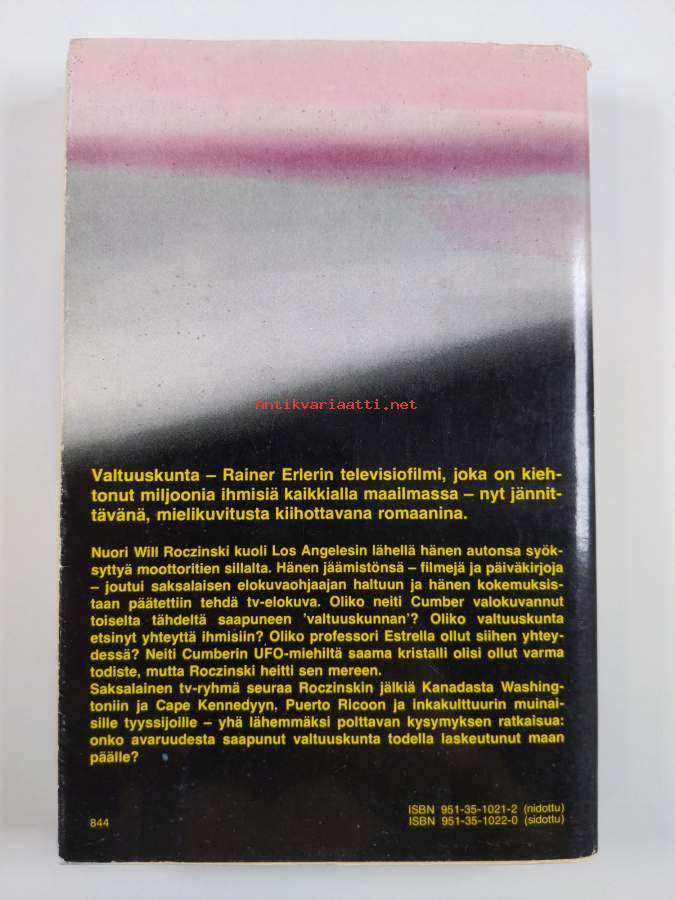 Antikvariaatti.net
Valtuuskunta – Rainer Erlerin televisiofilmi, joka on kieh-
tonut miljoonia ihmisiä kaikkialla maailmassa – nyt jännit-
tävänä, mielikuvitusta kiihottavana romaanina.
Nuori Will Roczinski kuoli Los Angelesin lähellä hänen autonsa syök-
syttyä moottoritien sillalta. Hänen jäämistönsä – filmejä ja päiväkirjoja
– joutui saksalaisen elokuvaohjaajan haltuun ja hänen kokemuksis-
taan päätettiin tehdä tv-elokuva. Oliko neiti Cumber valokuvannut
toiselta tähdeltä saapuneen 'valtuuskunnan'? Oliko valtuuskunta
etsinyt yhteyttä ihmisiin? Oliko professori Estrella ollut siihen yhtey-
dessä? Neiti Cumberin UFO-miehiltä saama kristalli olisi ollut varma
todiste, mutta Roczinski heitti sen mereen.
Saksalainen tv-ryhmä seuraa Roczinskin jälkiä Kanadasta Washing-
toniin ja Cape Kennedyyn, Puerto Ricoon ja inkakulttuurin muinai-
sille tyyssijoille – yhä lähemmäksi polttavan kysymyksen ratkaisua:
onko avaruudesta saapunut valtuuskunta todella laskeutunut maan
päälle?
ISBN 951-35-1021-2 (nidottu)
844 ISBN 951-35-1022-0 (sidottu)